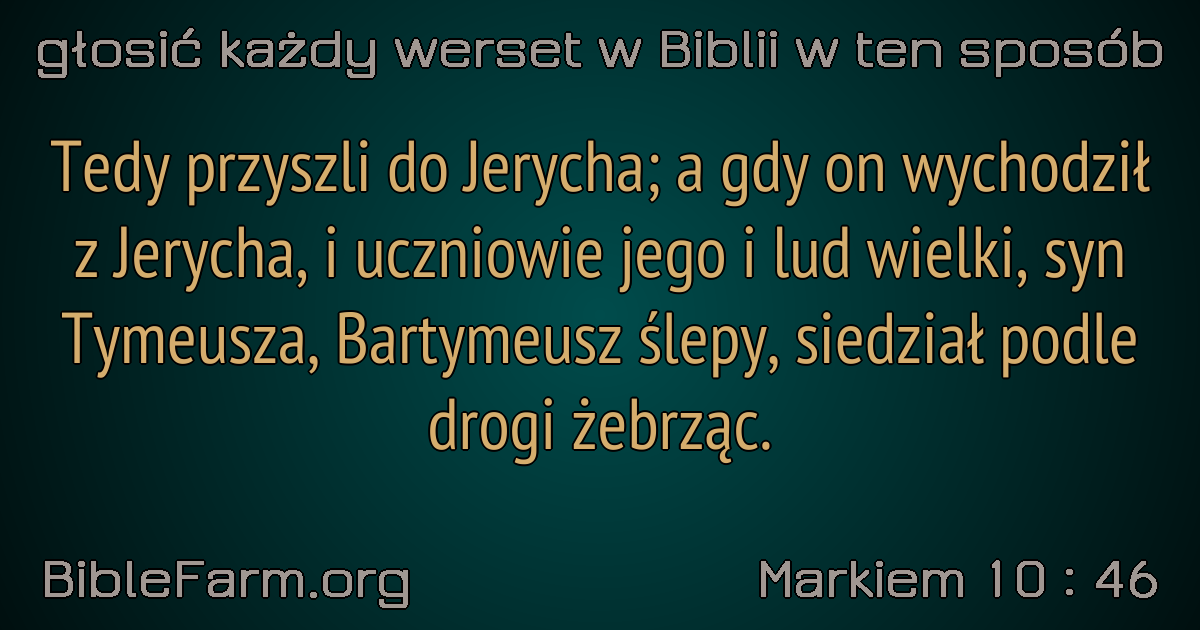 głosić każdy werset w Biblii w ten sposób
Tedy przyszli do Jerycha; a gdy on wychodził
z Jerycha, i uczniowie jego i lud wielki, syn
Tymeusza, Bartymeusz ślepy, siedział podle
drogi żebrząc.
BibleFarm.org
Markiem 10 : 46